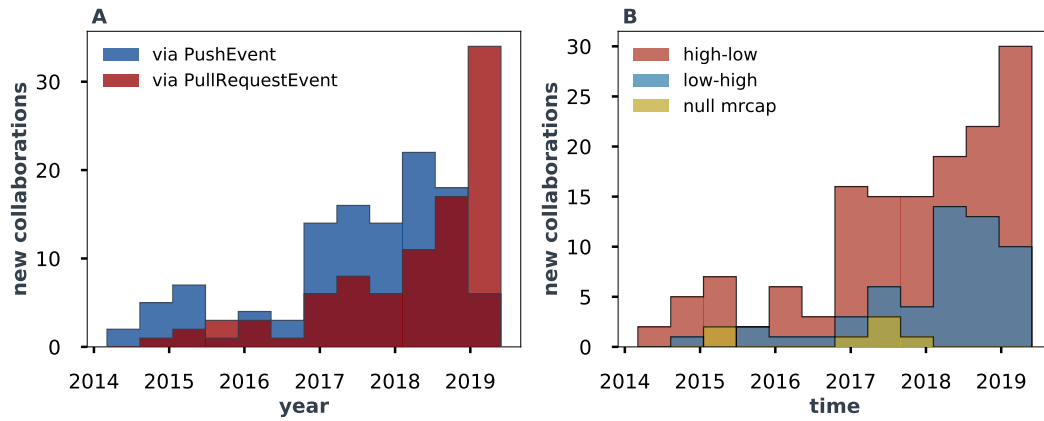 A
via PushEvent
via PullRequestEvent
new collaborations
30
20
10
0
2014 2015 2016 2017 2018 2019
year
B
high-low
low-high
null mrcap
new collaborations
30
25
20
15
10
5
0
2014 2015 2016 2017 2018 2019
time